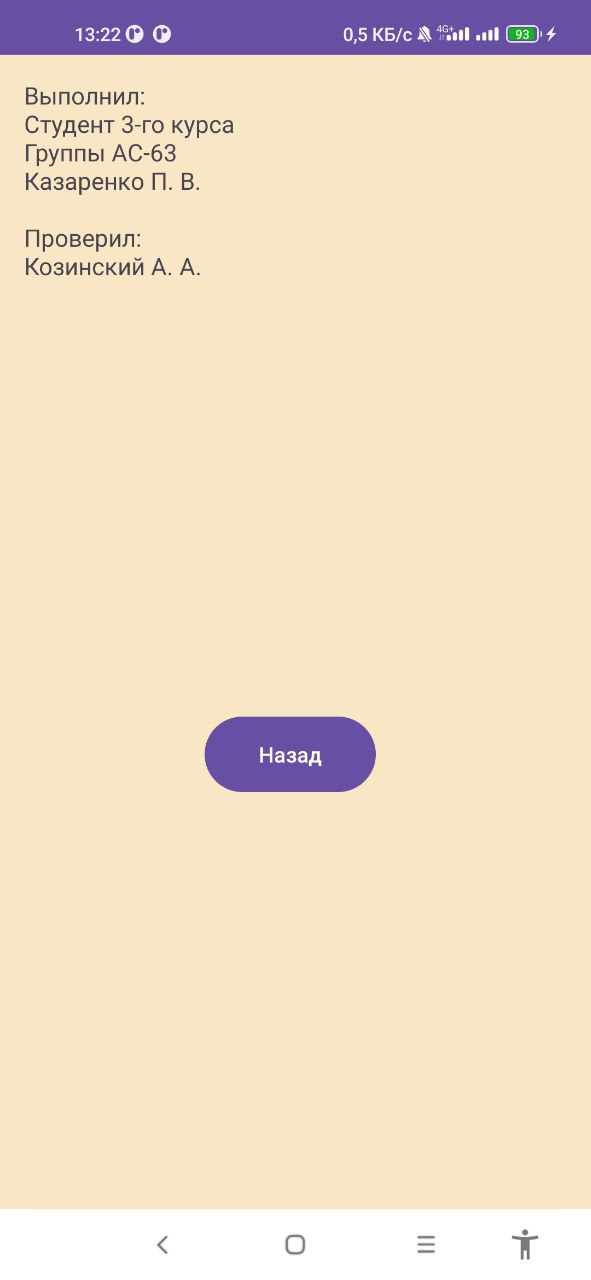 13:22 0,5 КБ/с 4G+ 93
Выполнил:
Студент 3-го курса
Группы АС-63
Казаренко П. В.
Проверил:
Козинский А. А.
Назад